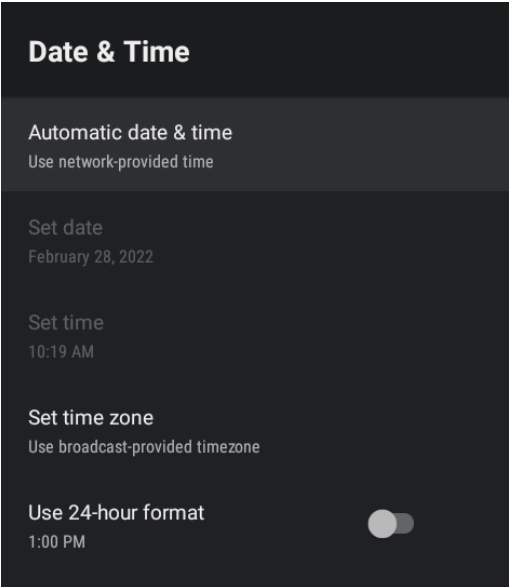 Date & Time
Automatic date & time
Use network-provided time
Set date
February 28, 2022
Set time
10:19 AM
Set time zone
Use broadcast-provided timezone
Use 24-hour format
1:00 PM